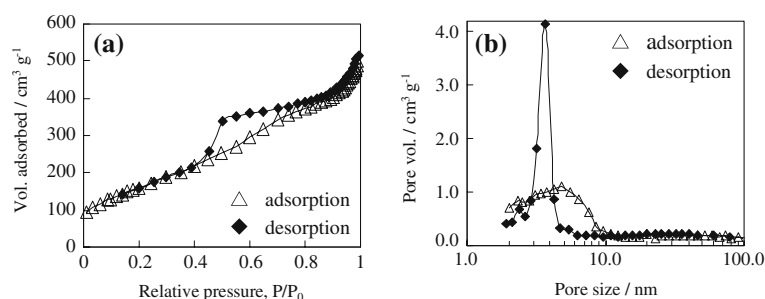 (a)
600
500
400
300
200
100
0
Vol. adsorbed / cm³ g⁻¹
adsorption
desorption
0 0.2 0.4 0.6 0.8 1
Relative pressure, P/P₀
(b)
4.0
3.0
2.0
1.0
0.0
Pore vol. / cm³ g⁻¹
adsorption
desorption
1.0 10.0 100.0
Pore size / nm